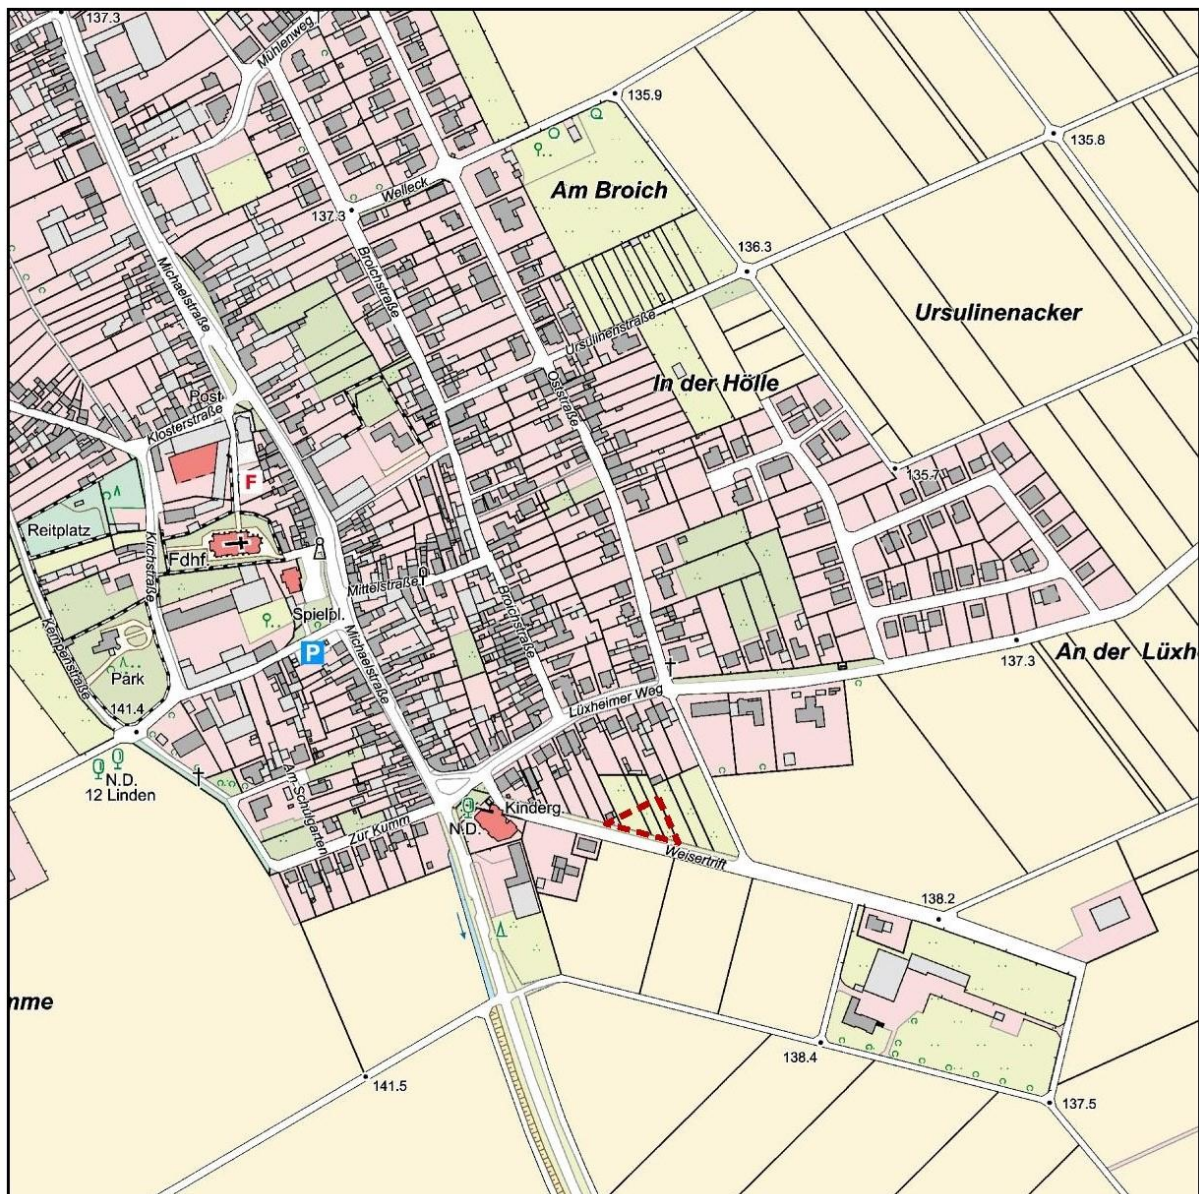 137.3
Mühlenweg
135.9
135.8
Am Broich
Welleck
137.3
136.3
Michaelstraße
Broichstraße
Ursulinenacker
Ursulinenstraße
In der Hölle
Oststraße
Post
Klosterstraße
135.7
F
Reitplatz
Kirchstraße
Fdhf.
Mittelstraße
Broichstraße
Spielpl.
P
Kempenstraße
Michaelstraße
137.3
An der Lüxh
Park
141.4
Lüxheimer Weg
N.D.
12 Linden
Am Schulgarten
Kinderg.
N.D.
Zur Kumm
Weisertrift
138.2
mme
138.4
141.5
137.5